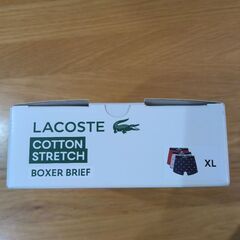 LACOSTE
COTTON
STRETCH
BOXER BRIEF
XL